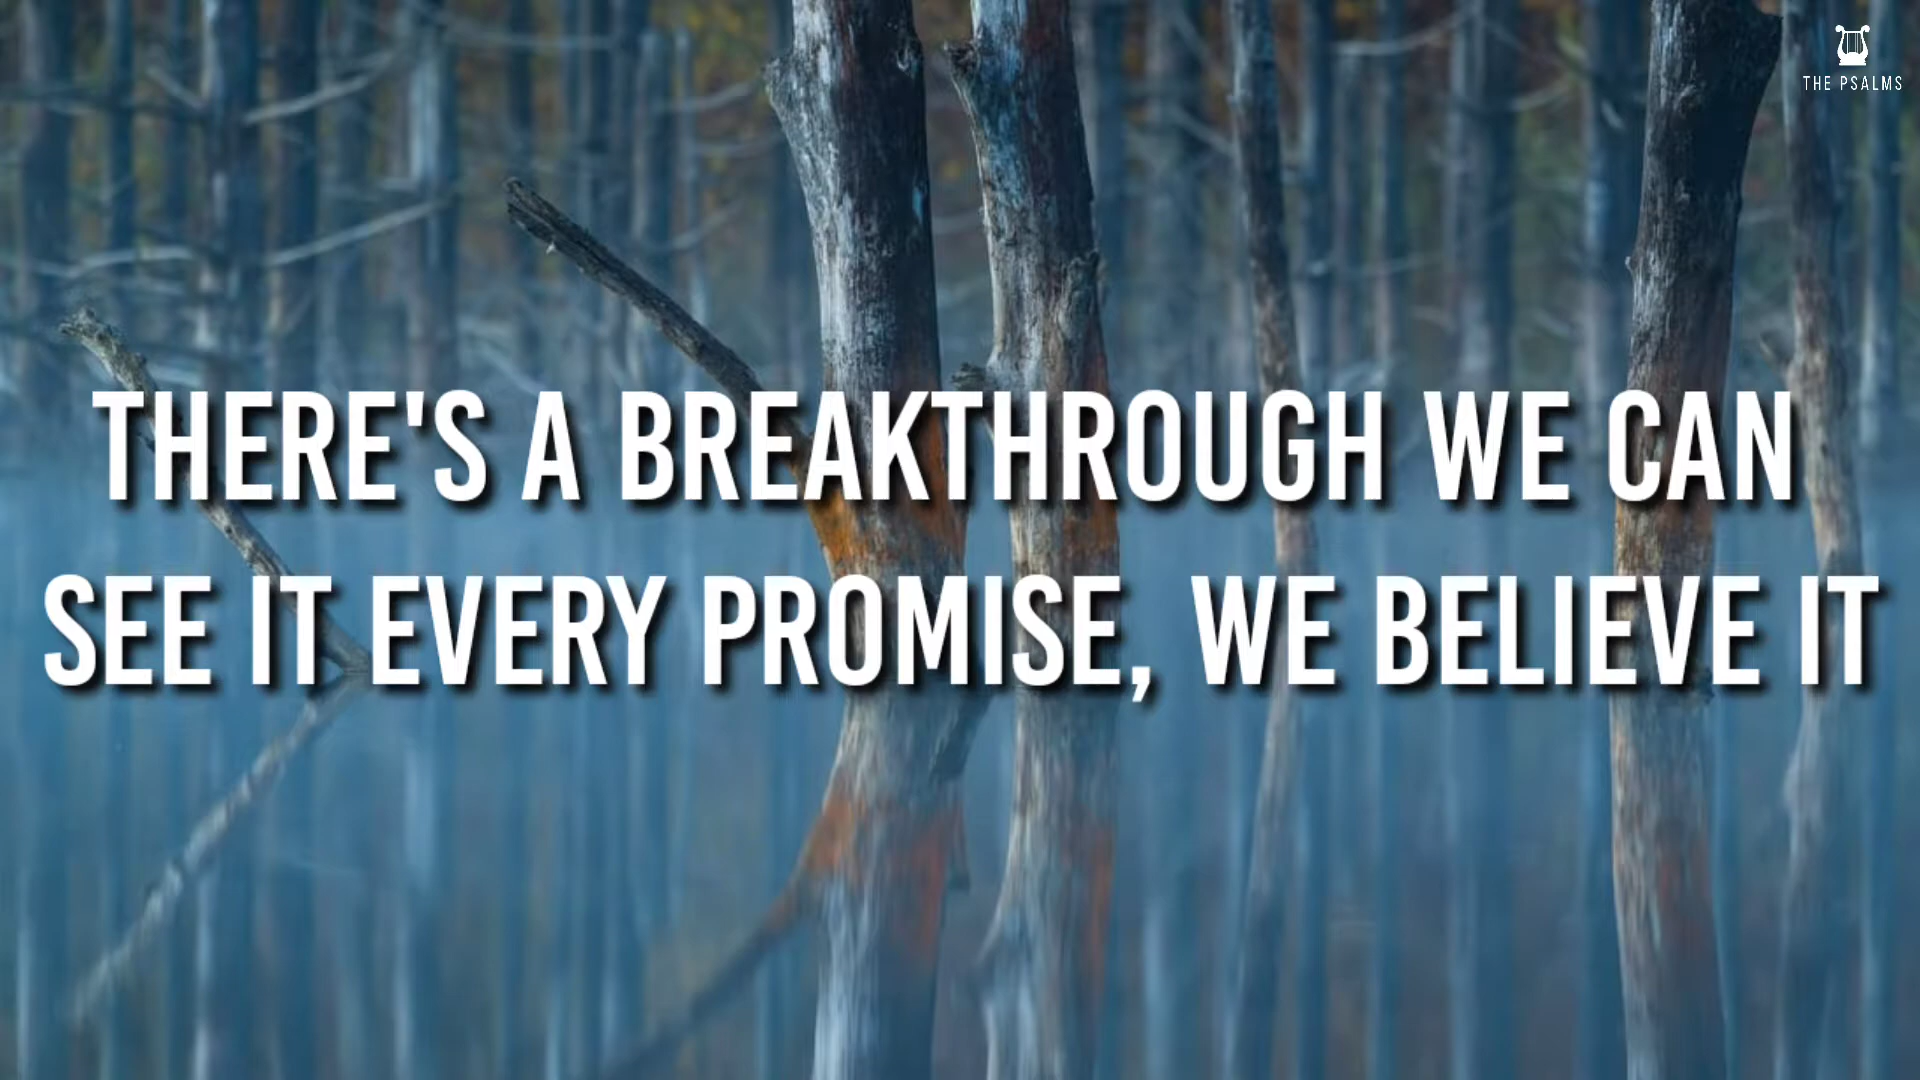 THE PSALMS
THERE'S A BREAKTHROUGH WE CAN
SEE IT EVERY PROMISE, WE BELIEVE IT